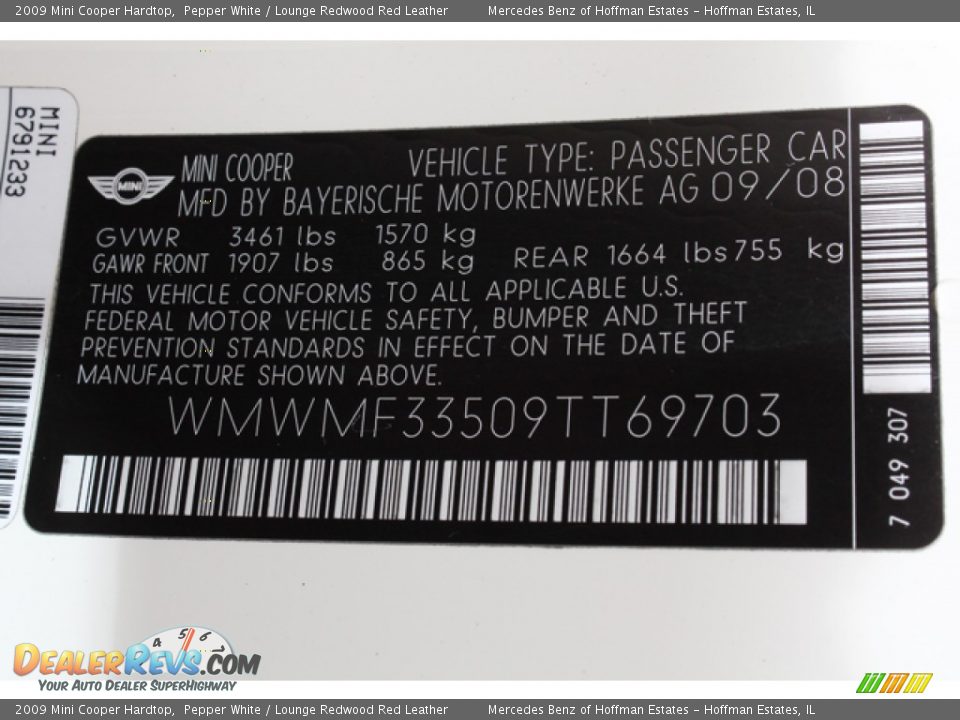 2009 Mini Cooper Hardtop, Pepper White / Lounge Redwood Red Leather Mercedes Benz of Hoffman Estates - Hoffman Estates, IL
MINI
6791233
MINI
MINI COOPER VEHICLE TYPE: PASSENGER CAR
MFD BY BAYERISCHE MOTORENWERKE AG 09/08
GVWR 3461 lbs 1570 kg
GAWR FRONT 1907 lbs 865 kg REAR 1664 lbs 755 kg
THIS VEHICLE CONFORMS TO ALL APPLICABLE U.S.
FEDERAL MOTOR VEHICLE SAFETY, BUMPER AND THEFT
PREVENTION STANDARDS IN EFFECT ON THE DATE OF
MANUFACTURE SHOWN ABOVE.
WMWMF33509TT69703
7 049 307
4 5 6 7
DealerRevs.com
Your Auto Dealer SuperHighway
2009 Mini Cooper Hardtop, Pepper White / Lounge Redwood Red Leather Mercedes Benz of Hoffman Estates - Hoffman Estates, IL